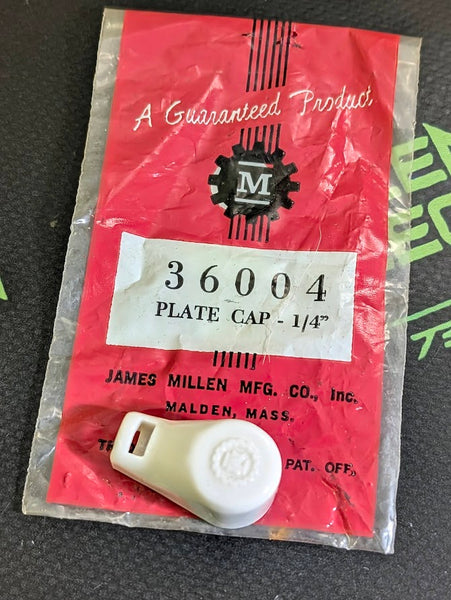 A Guaranteed Product
M
36004
PLATE CAP - 1/4"
JAMES MILLEN MFG. CO., Inc.
MALDEN, MASS.
PAT. OFF.